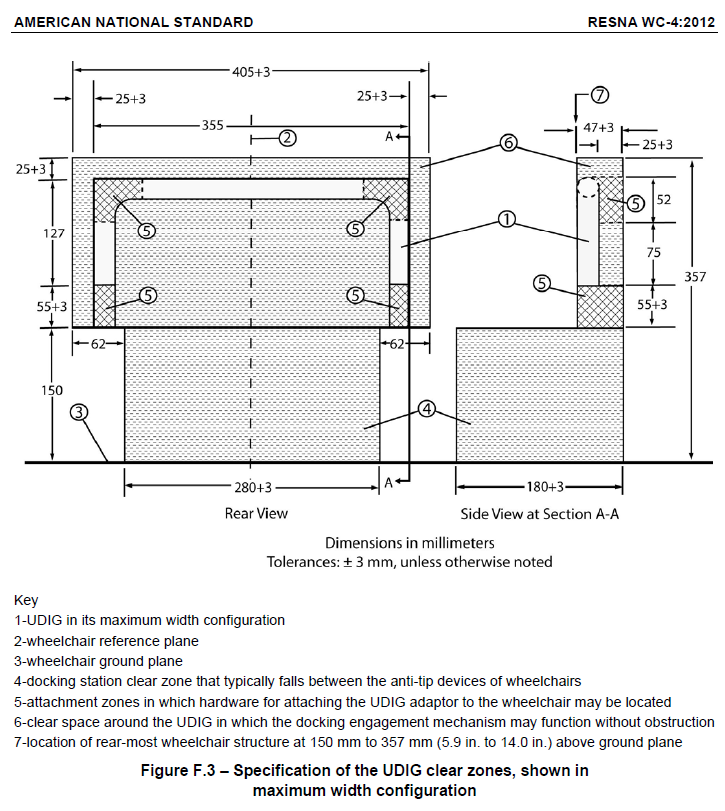 AMERICAN NATIONAL STANDARD RESNA WC-4:2012
405+3
25+3
25+3
7
355
2
A
47+3
6
25+3
25+3
5
5
5
52
1
127
75
357
5
5
5
55+3
55+3
62
62
150
3
4
280+3
A
180+3
Rear View
Side View at Section A-A
Dimensions in millimeters
Tolerances: ± 3 mm, unless otherwise noted
Key
1-UDIG in its maximum width configuration
2-wheelchair reference plane
3-wheelchair ground plane
4-docking station clear zone that typically falls between the anti-tip devices of wheelchairs
5-attachment zones in which hardware for attaching the UDIG adaptor to the wheelchair may be located
6-clear space around the UDIG in which the docking engagement mechanism may function without obstruction
7-location of rear-most wheelchair structure at 150 mm to 357 mm (5.9 in. to 14.0 in.) above ground plane
Figure F.3 – Specification of the UDIG clear zones, shown in
maximum width configuration